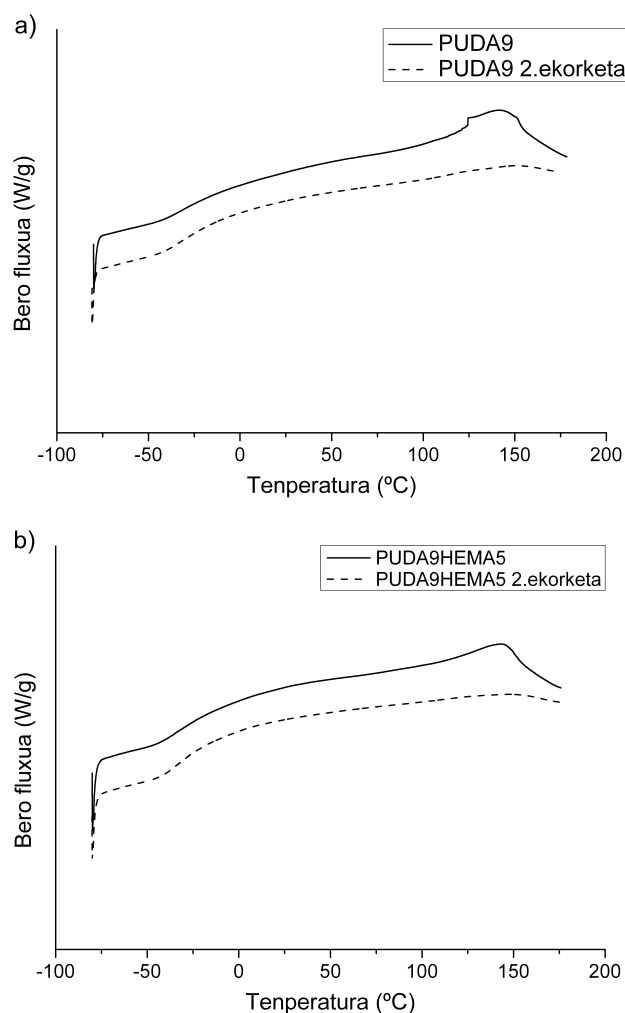 a)
PUDA9
PUDA9 2.ekorketa
Bero fluxua (W/g)
-100 -50 0 50 100 150 200
Tenperatura (ºC)
b)
PUDA9HEMA5
PUDA9HEMA5 2.ekorketa
Bero fluxua (W/g)
-100 -50 0 50 100 150 200
Tenperatura (ºC)